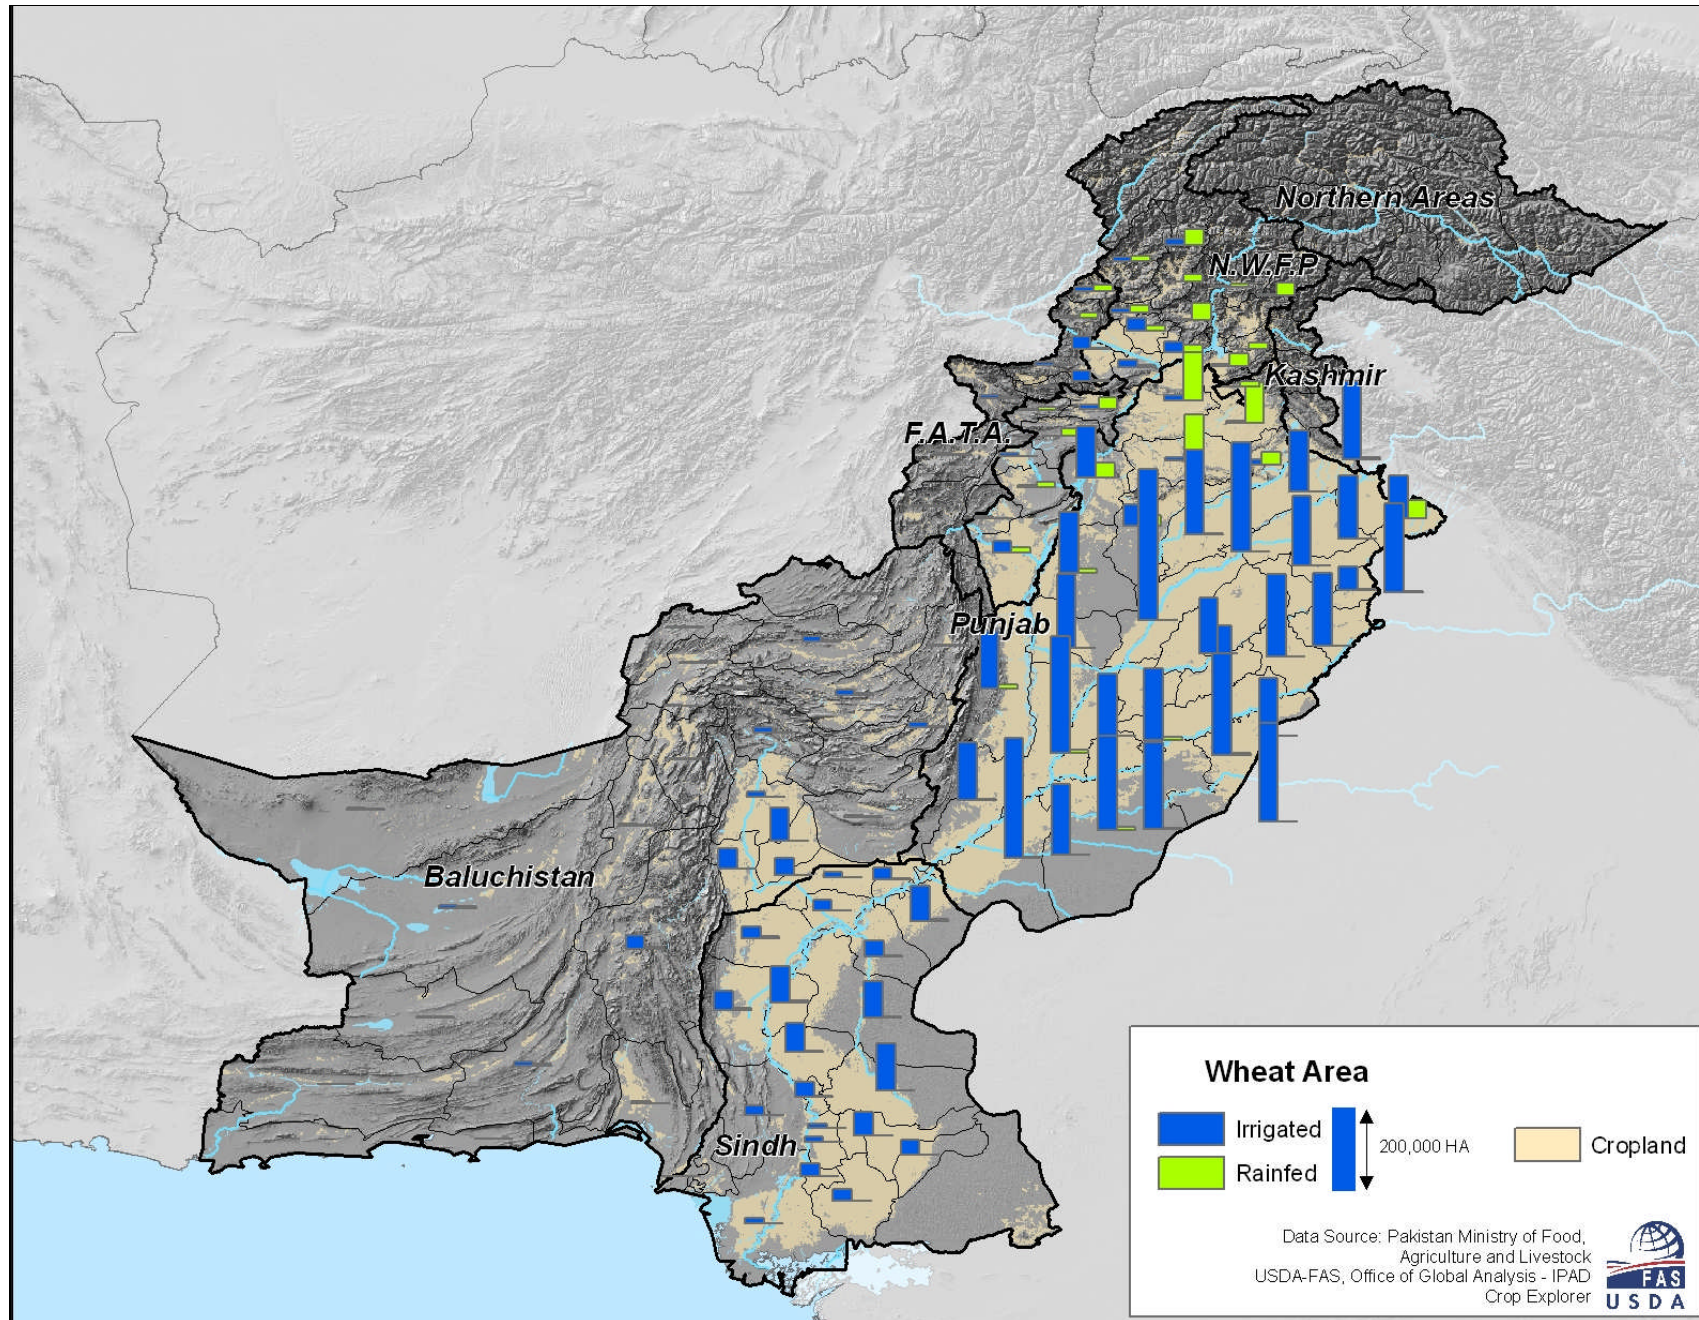 Northern Areas
N.W.F.P
Kashmir
F.A.T.A.
Punjab
Baluchistan
Sindh
Wheat Area
Irrigated
Rainfed
200,000 HA
Cropland
Data Source: Pakistan Ministry of Food,
Agriculture and Livestock
USDA-FAS, Office of Global Analysis - IPAD
Crop Explorer
FAS
USDA